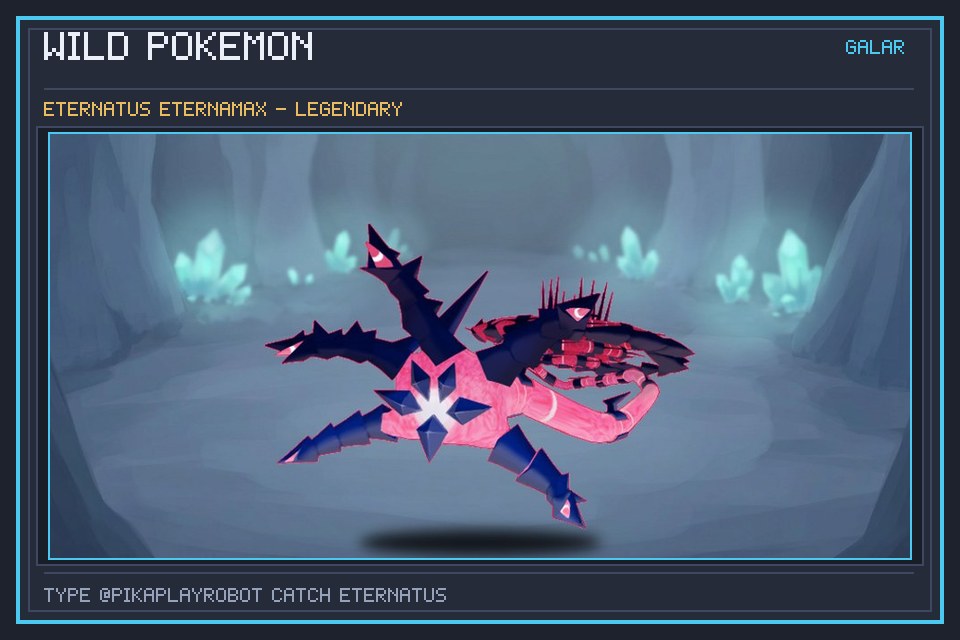 WILD POKEMON
GALAR
ETERNATUS ETERNAMAX - LEGENDARY
TYPE @PIKAPLAYROBOT CATCH ETERNATUS